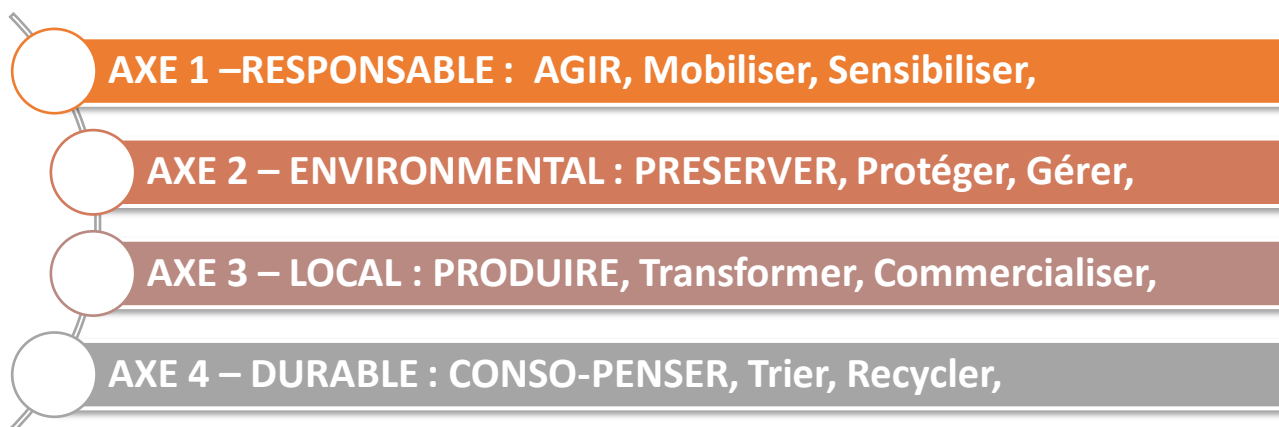 AXE 1 –RESPONSABLE : AGIR, Mobiliser, Sensibiliser,
AXE 2 – ENVIRONMENTAL : PRESERVER, Protéger, Gérer,
AXE 3 – LOCAL : PRODUIRE, Transformer, Commercialiser,
AXE 4 – DURABLE : CONSO-PENSER, Trier, Recycler,